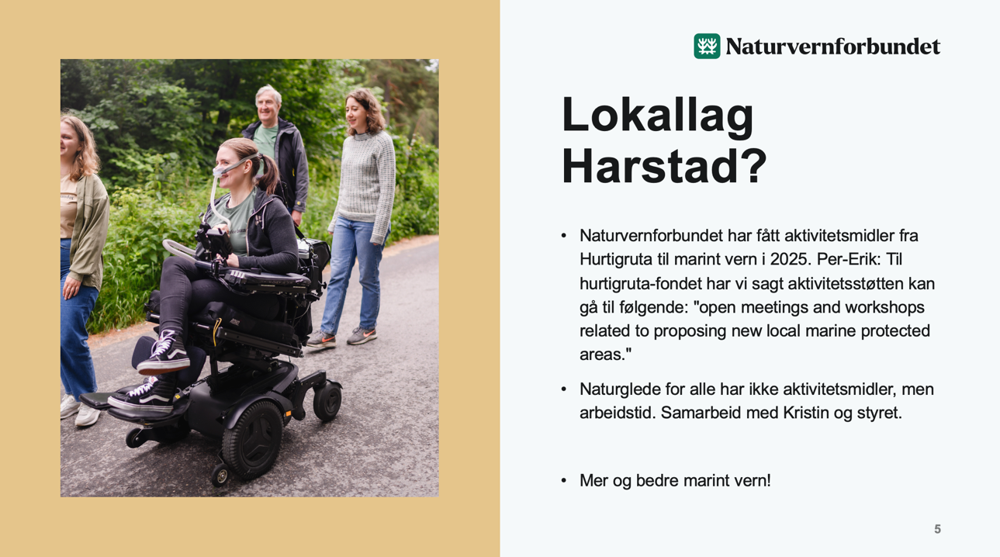 Naturvernforbundet
Lokallag
Harstad?
• Naturvernforbundet har fått aktivitetsmidler fra
Hurtigruta til marint vern i 2025. Per-Erik: Til
hurtigruta-fondet har vi sagt aktivitetsstøtten kan
gå til følgende: "open meetings and workshops
related to proposing new local marine protected
areas."
• Naturglede for alle har ikke aktivitetsmidler, men
arbeidstid. Samarbeid med Kristin og styret.
• Mer og bedre marint vern!
5